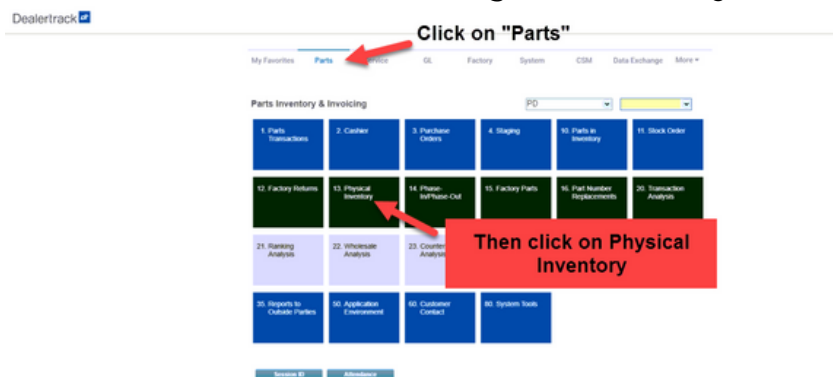 Dealertrack
Click on "Parts"
My Favorites Parts Service GL Factory System CSM Data Exchange More
Parts Inventory & Invoicing
PD
1. Parts Transactions
2. Cashier
3. Purchase Orders
4. Staging
10. Parts in Inventory
11. Stock Order
12. Factory Returns
13. Physical Inventory
14. Phase-In/Phase-Out
15. Factory Parts
16. Part Number Replacements
20. Transaction Analysis
21. Ranking Analysis
22. Wholesale Analysis
23. Counter Analysis
Then click on Physical
Inventory
35. Reports to Outside Parties
50. Application Environment
60. Customer Contact
80. System Tools
Session ID
Attendance